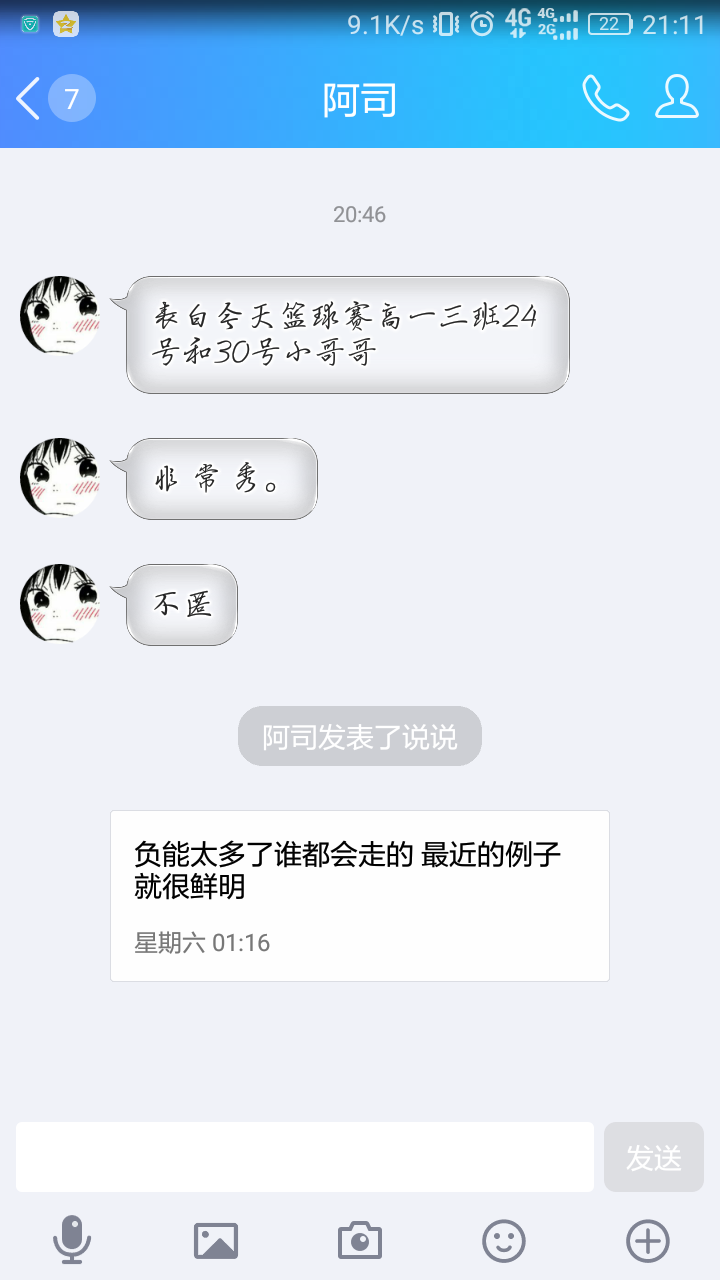 9.1K/s 4G 4G 2G 22 21:11
7 阿司
20:46
表白今天篮球赛高一三班24
号和30号小哥哥
非常秀。
不匿
阿司发表了说说
负能太多了谁都会走的 最近的例子
就很鲜明
星期六 01:16
发送